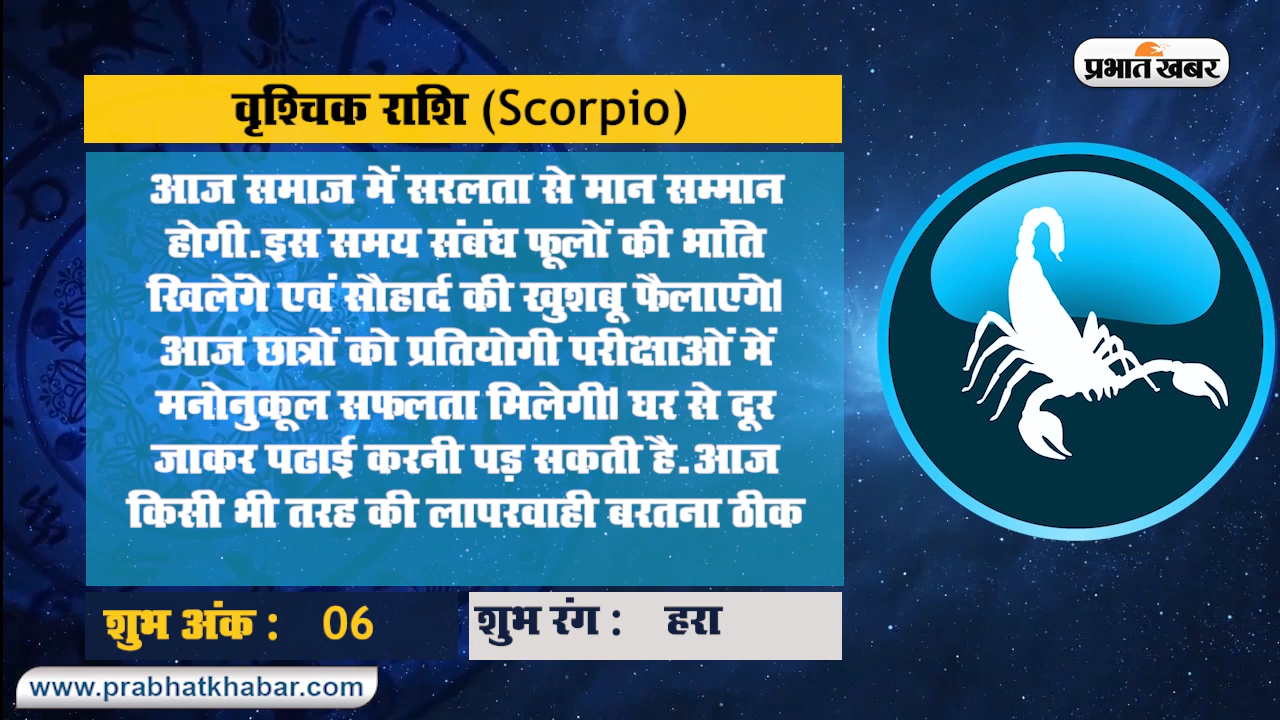 प्रभात खबर
वृश्चिक राशि (Scorpio)
आज समाज में सरलता से मान सम्मान
होगी.इस समय संबंध फूलों की भांति
खिलेंगे एवं सौहार्द की खुशबू फैलाएंगे।
आज छात्रों को प्रतियोगी परीक्षाओं में
मनोनुकूल सफलता मिलेगी। घर से दूर
जाकर पढाई करनी पड़ सकती है.आज
किसी भी तरह की लापरवाही बरतना ठीक
शुभ अंक : 06
शुभ रंग : हरा
www.prabhatkhabar.com